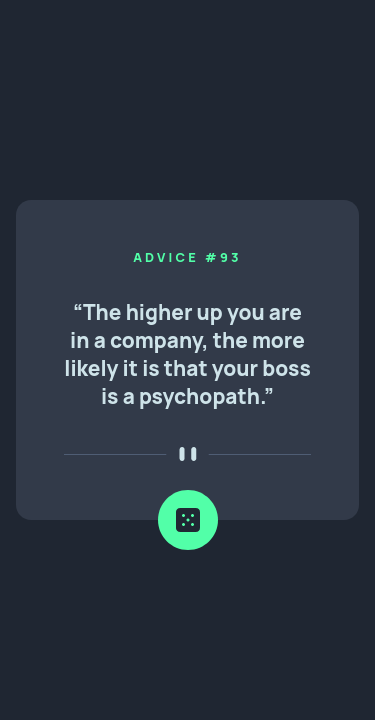 ADVICE #93
“The higher up you are
in a company, the more
likely it is that your boss
is a psychopath.”